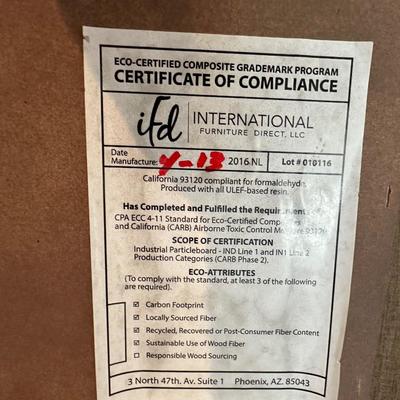 ECO-CERTIFIED COMPOSITE GRADEMARK PROGRAM
CERTIFICATE OF COMPLIANCE
ifd INTERNATIONAL
FURNITURE DIRECT, LLC
Date
Manufacture: 4-13 2016 NL Lot # 010116
California 93120 compliant for formaldehyde.
Produced with all ULEF-based resin.
Has Completed and Fulfilled the Requirements of
CPA ECC 4-11 Standard for Eco-Certified
and California (CARB) Airborne Toxic Control 93120
SCOPE OF CERTIFICATION
Industrial Particleboard - IND Line 1 and IN1 Line 2
Production Categories (CARB Phase 2).
ECO-ATTRIBUTES
(To comply with the standard, at least 3 of the following
are required).
☑ Carbon Footprint
☑ Locally Sourced Fiber
☑ Recycled, Recovered or Post-Consumer Fiber Content
☑ Sustainable Use of Wood Fiber
☐ Responsible Wood Sourcing
3 North 47th. Av. Suite 1 Phoenix, AZ. 85043